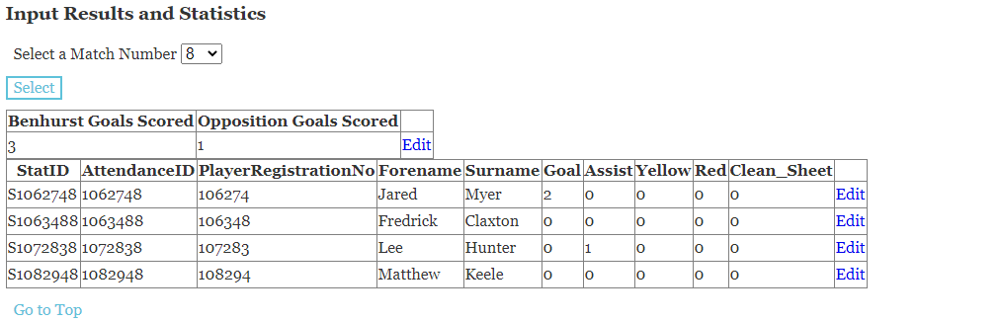 Input Results and Statistics
Select a Match Number 8
Select
Benhurst Goals Scored Opposition Goals Scored
3 1 Edit
StatID AttendanceID PlayerRegistrationNo Forename Surname Goal Assist Yellow Red Clean_Sheet
S1062748 1062748 106274 Jared Myer 2 0 0 0 0 Edit
S1063488 1063488 106348 Fredrick Claxton 0 0 0 0 0 Edit
S1072838 1072838 107283 Lee Hunter 0 1 0 0 0 Edit
S1082948 1082948 108294 Matthew Keele 0 0 0 0 0 Edit
Go to Top